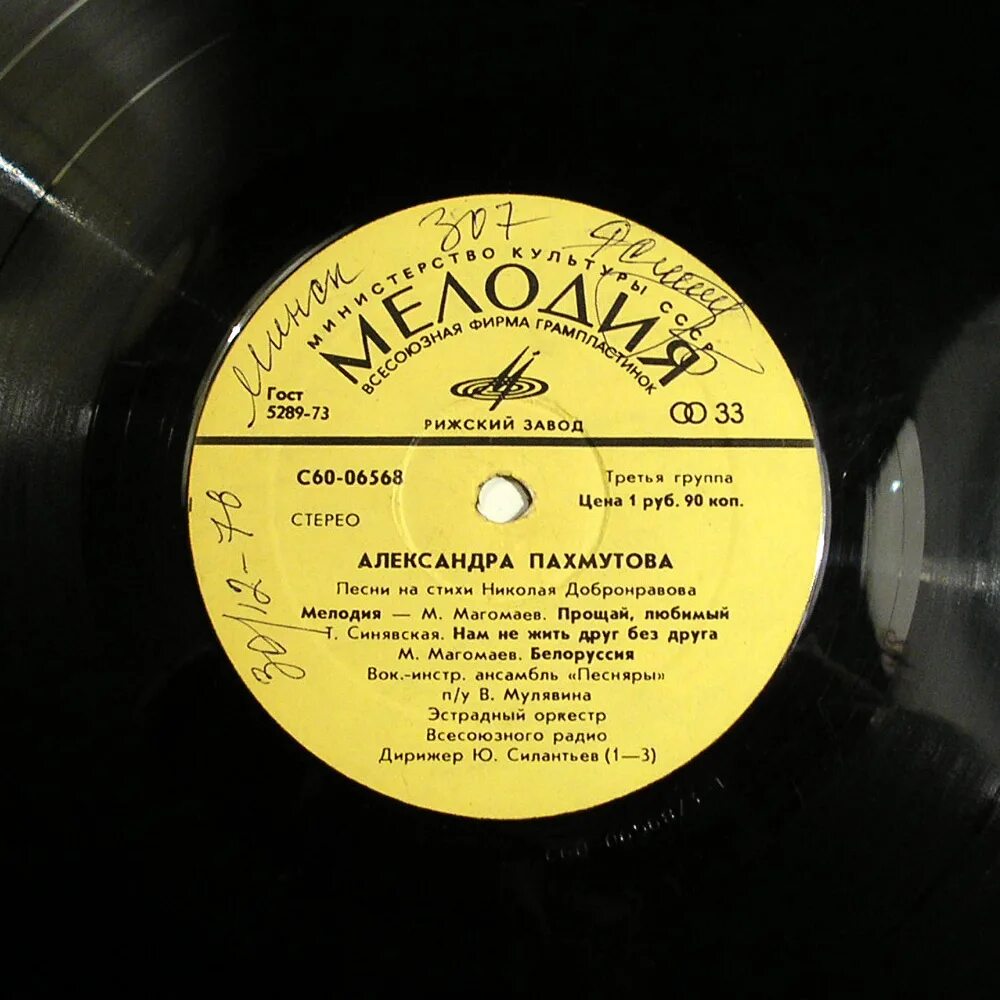 307
Минск
МИНИСТЕРСТВО КУЛЬТУРЫ СССР
МЕЛОДИЯ
ВСЕСОЮЗНАЯ ФИРМА ГРАМПЛАСТИНОК
Гост
5289-73
РИЖСКИЙ ЗАВОД
33
С60-06568
Третья группа
СТЕРЕО
Цена 1 руб. 90 коп.
30/12-78
АЛЕКСАНДРА ПАХМУТОВА
Песни на стихи Николая Добронравова
Мелодия — М. Магомаев. Прощай, любимый
Т. Синявская. Нам не жить друг без друга
М. Магомаев. Белоруссия
Вок.-инстр. ансамбль «Песняры»
п/у В. Мулявина
Эстрадный оркестр
Всесоюзного радио
Дирижер Ю. Силантьев (1—3)